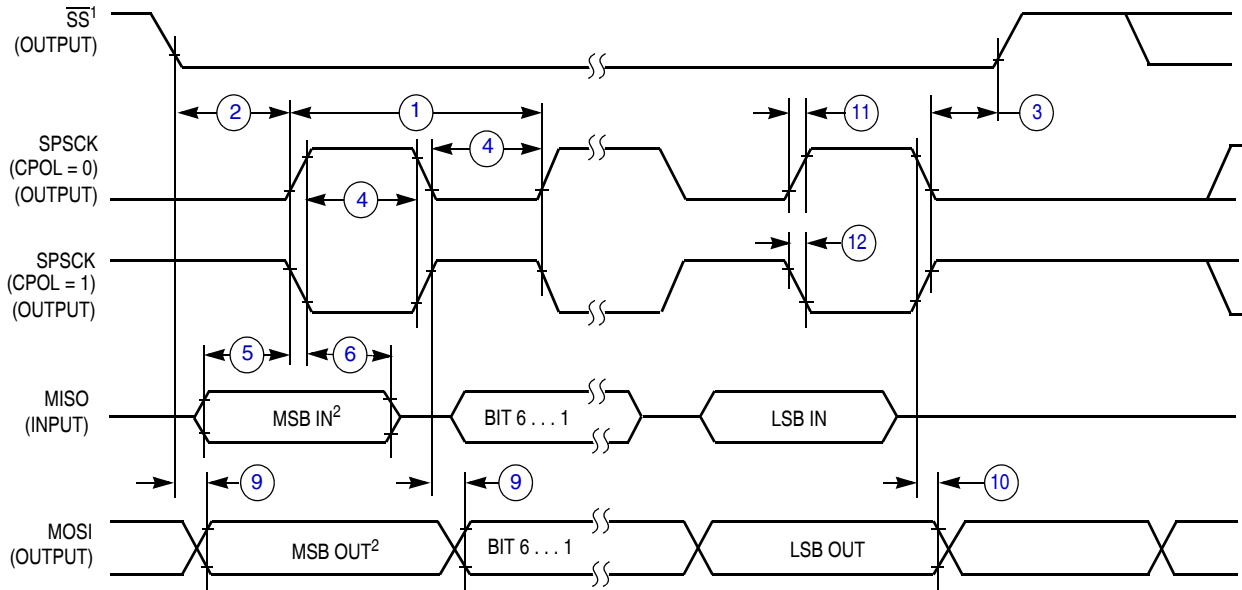 SS¹
(OUTPUT)
2
1
11
3
SPSCK
(CPOL = 0)
(OUTPUT)
4
4
12
SPSCK
(CPOL = 1)
(OUTPUT)
5
6
MISO
(INPUT)
MSB IN²
BIT 6 . . . 1
LSB IN
9
9
10
MOSI
(OUTPUT)
MSB OUT²
BIT 6 . . . 1
LSB OUT